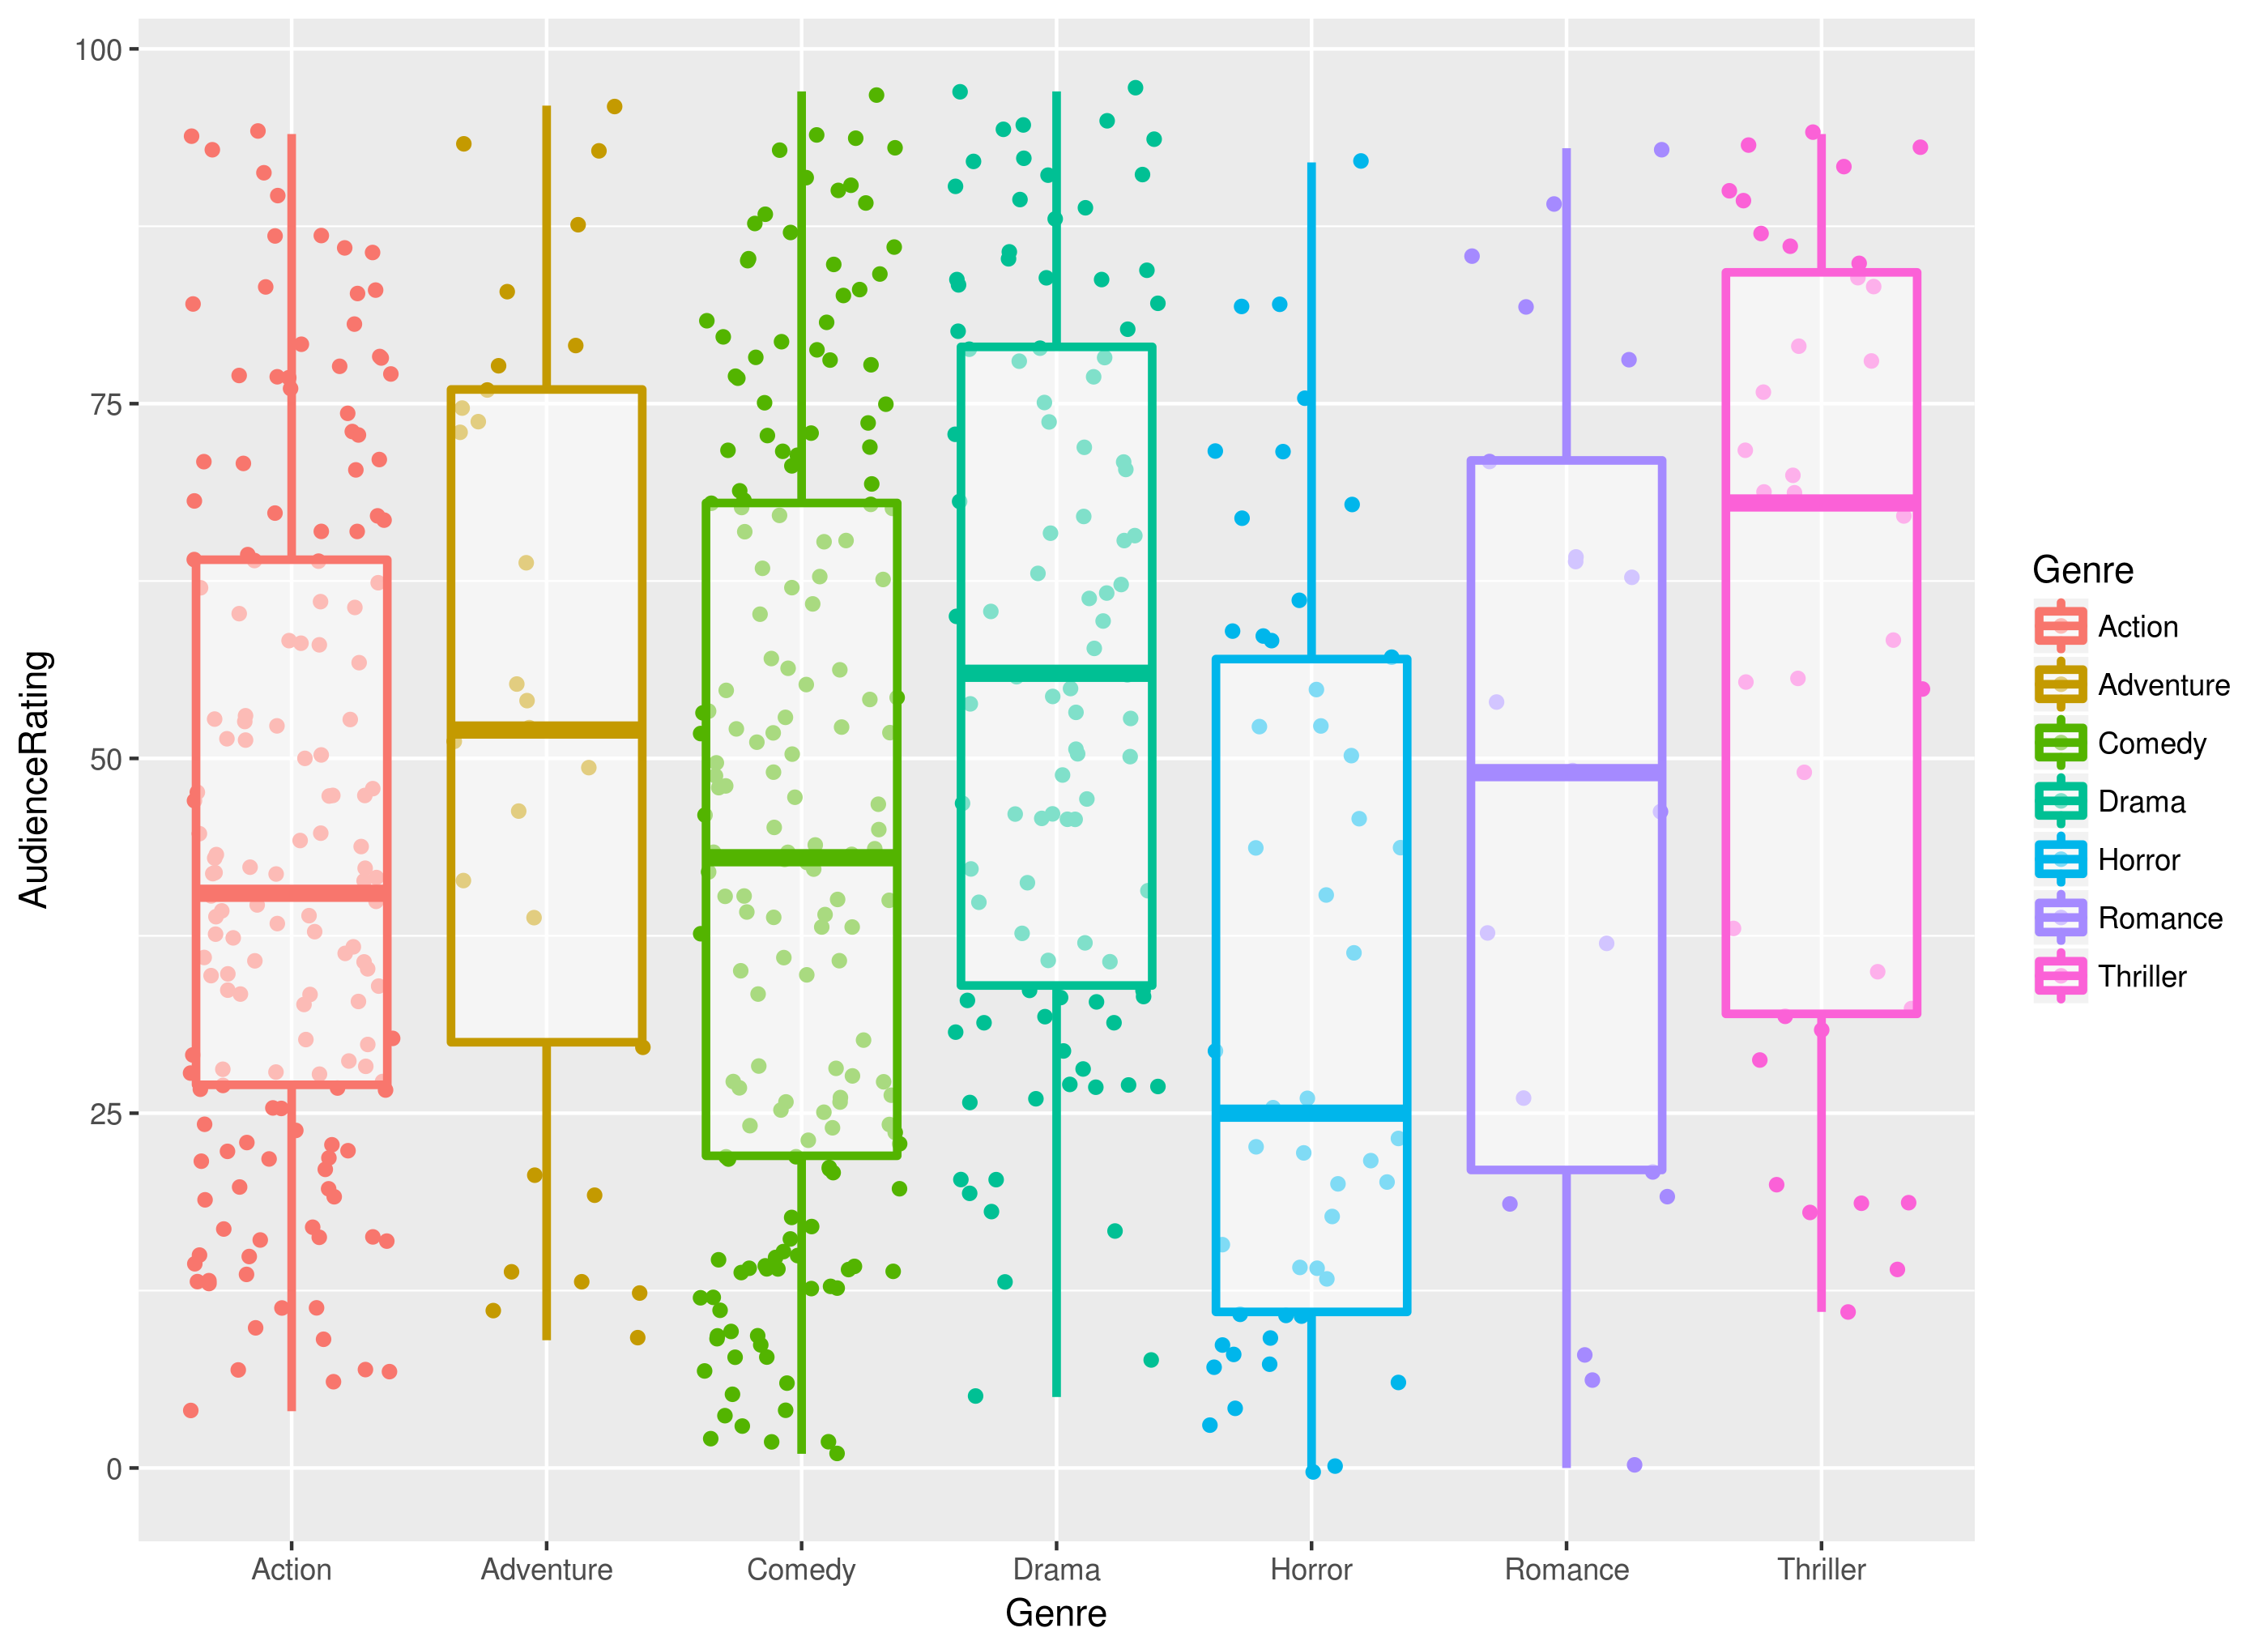 AudienceRating
100
75
50
25
0
Action Adventure Comedy Drama Horror Romance Thriller
Genre
Genre
Action
Adventure
Comedy
Drama
Horror
Romance
Thriller